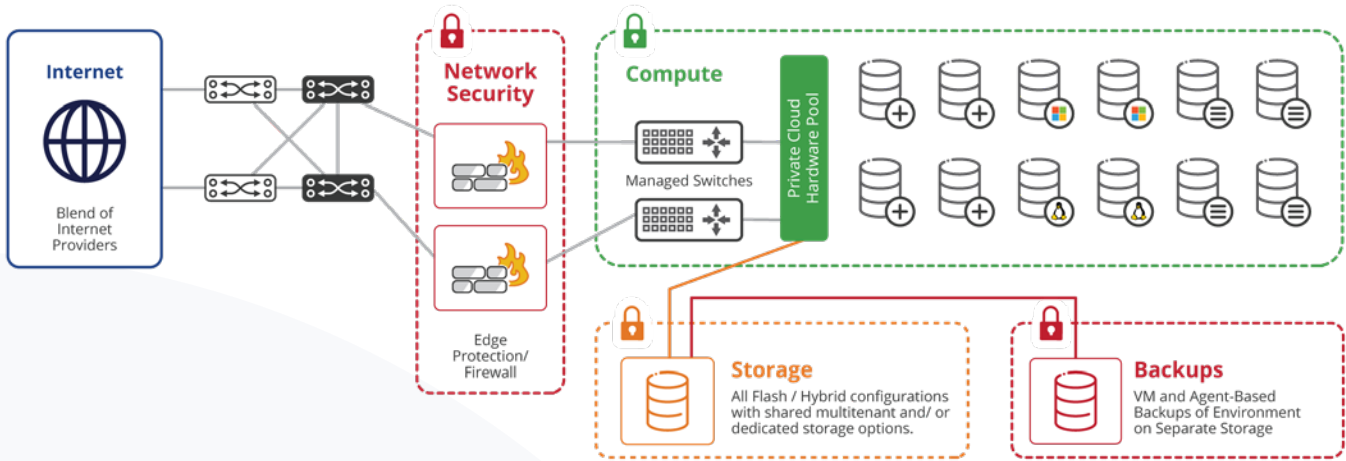 Internet
Blend of
Internet
Providers
Network
Security
Edge
Protection/
Firewall
Compute
Managed Switches
Private Cloud
Hardware Pool
Storage
All Flash / Hybrid configurations
with shared multitenant and/ or
dedicated storage options.
Backups
VM and Agent-Based
Backups of Environment
on Separate Storage